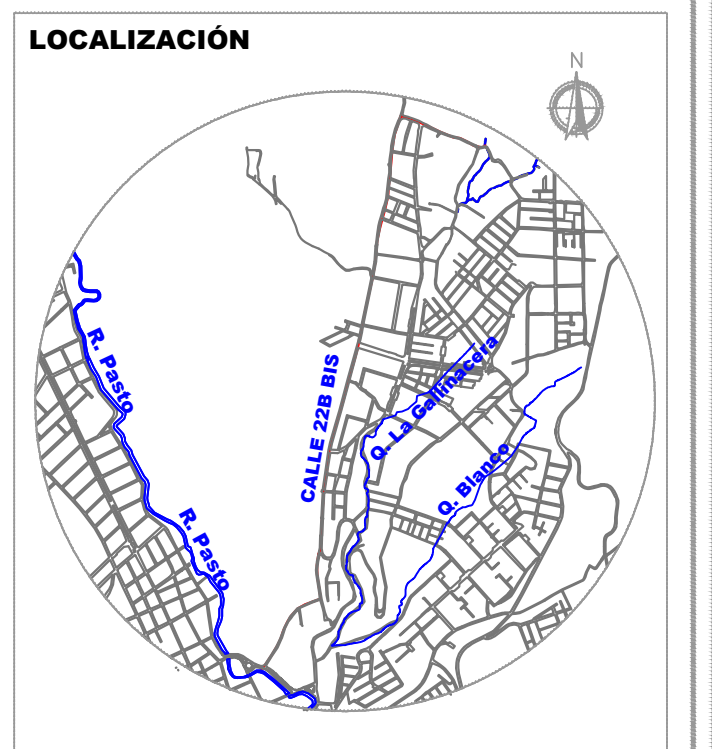 LOCALIZACIÓN
N
R. Pasto
CALLE 22B BIS
Q. La Gallinacera
Q. Blanco
R. Pasto